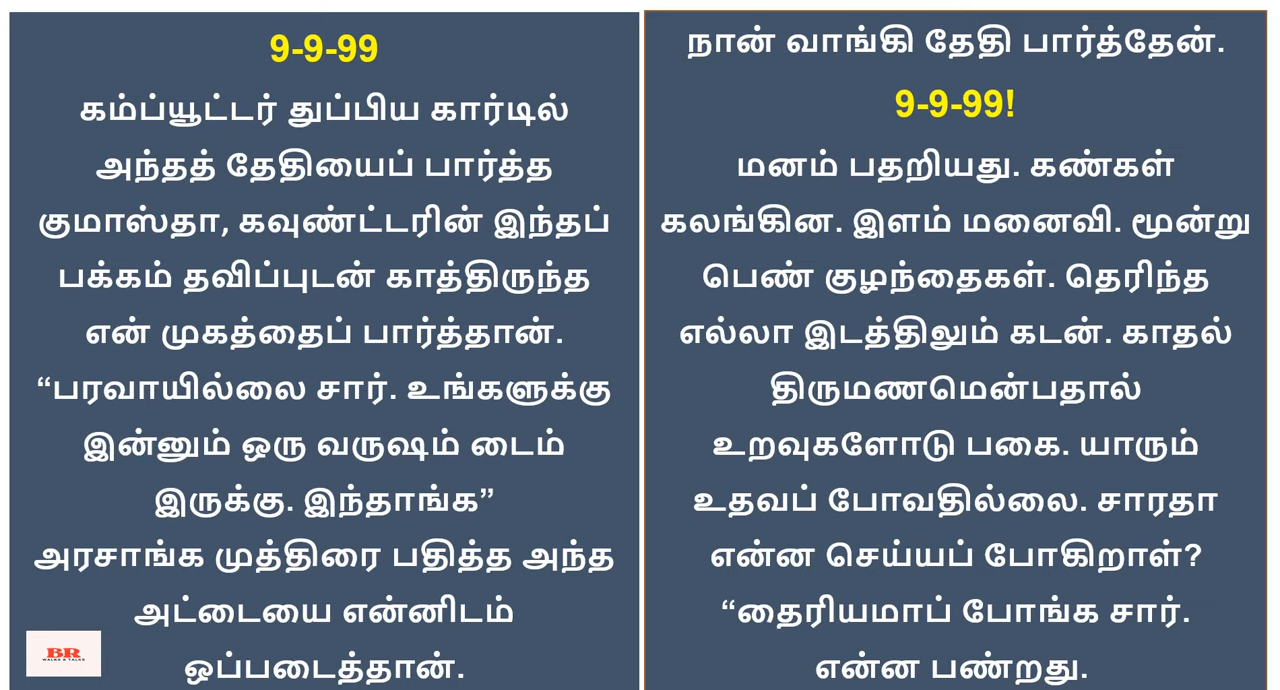 9-9-99
கம்ப்யூட்டர் துப்பிய கார்டில்
அந்தத் தேதியைப் பார்த்த
குமாஸ்தா, கவுண்ட்டரின் இந்தப்
பக்கம் தவிப்புடன் காத்திருந்த
என் முகத்தைப் பார்த்தான்.
“பரவாயில்லை சார். உங்களுக்கு
இன்னும் ஒரு வருஷம் டைம்
இருக்கு. இந்தாங்க”
அரசாங்க முத்திரை பதித்த அந்த
அட்டையை என்னிடம்
ஒப்படைத்தான்.
BR
WALKS & TALKS
நான் வாங்கி தேதி பார்த்தேன்.
9-9-99!
மனம் பதறியது. கண்கள்
கலங்கின. இளம் மனைவி. மூன்று
பெண் குழந்தைகள். தெரிந்த
எல்லா இடத்திலும் கடன். காதல்
திருமணமென்பதால்
உறவுகளோடு பகை. யாரும்
உதவப் போவதில்லை. சாரதா
என்ன செய்யப் போகிறாள்?
“தைரியமாப் போங்க சார்.
என்ன பண்றது.